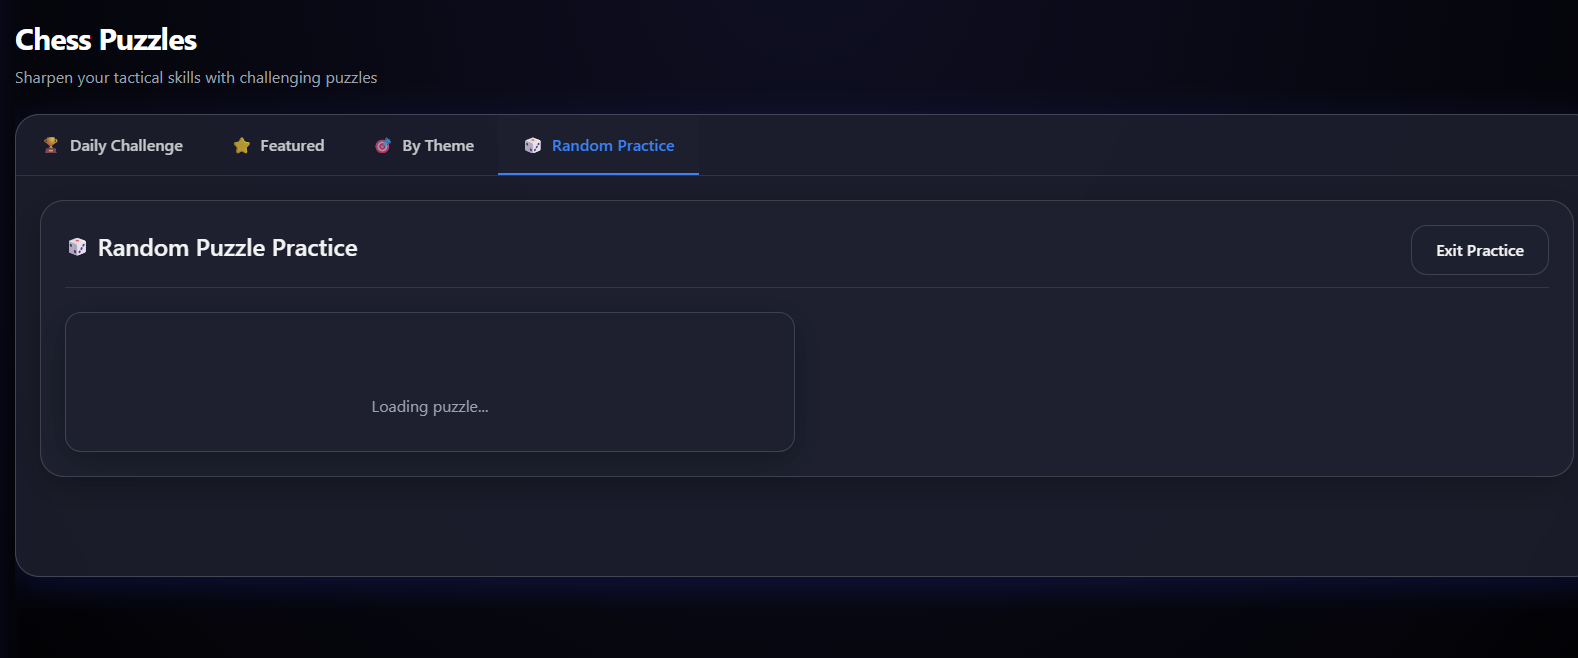 Chess Puzzles
Sharpen your tactical skills with challenging puzzles
Daily Challenge Featured By Theme Random Practice
Random Puzzle Practice Exit Practice
Loading puzzle...